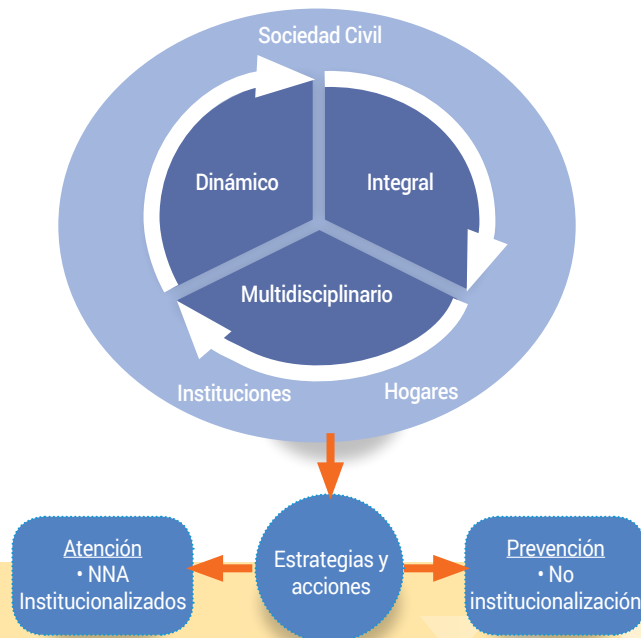 Sociedad Civil
Dinámico
Integral
Multidisciplinario
Instituciones
Hogares
Estrategias y
acciones
Atención
• NNA
Institucionalizados
Prevención
• No
institucionalización